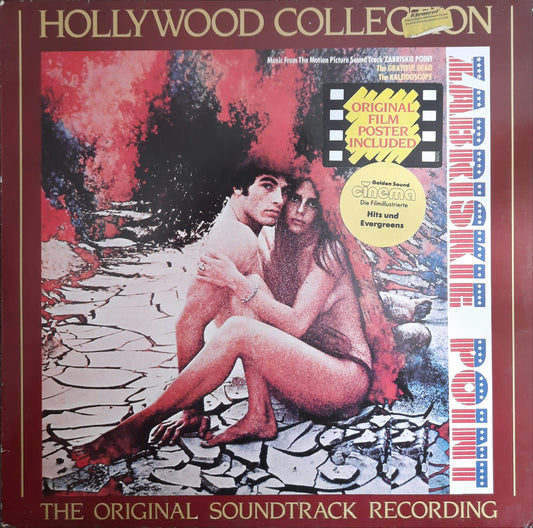 HOLLYWOOD COLLECTION
Music From The Motion Picture Sound Track ZABRISKIE POINT
The GRATEFUL DEAD
The KALEIDOSCOPE
ORIGINAL
FILM
POSTER
INCLUDED
Golden Sound
cinema
Die Filmillustrierte
Hits und
Evergreens
ZABRISKIE POINT
THE ORIGINAL SOUNDTRACK RECORDING